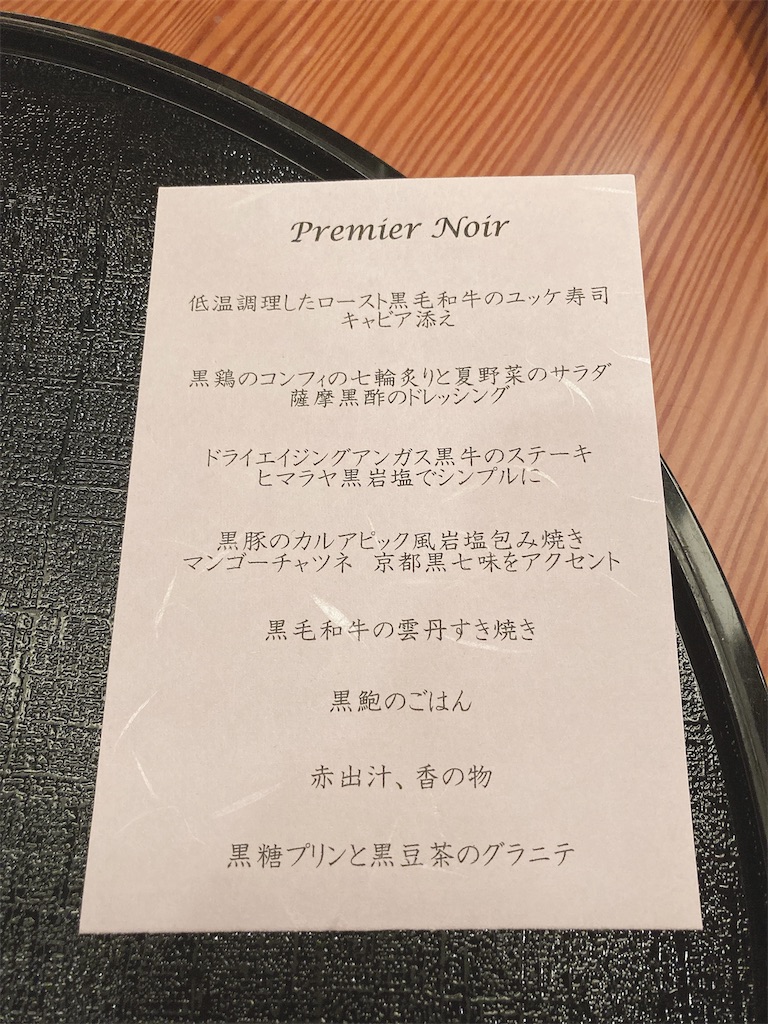 Premier Noir
低温調理したロースト黒毛和牛のユッケ寿司
キャビア添え
黒鶏のコンフィの七輪炙りと夏野菜のサラダ
薩摩黒酢のドレッシング
ドライエイジングアンガス黒牛のステーキ
ヒマラヤ黒岩塩でシンプルに
黒豚のカルアピック風岩塩包み焼き
マンゴーチャツネ　京都黒七味をアクセント
黒毛和牛の雲丹すき焼き
黒鮑のごはん
赤出汁、香の物
黒糖プリンと黒豆茶のグラニテ